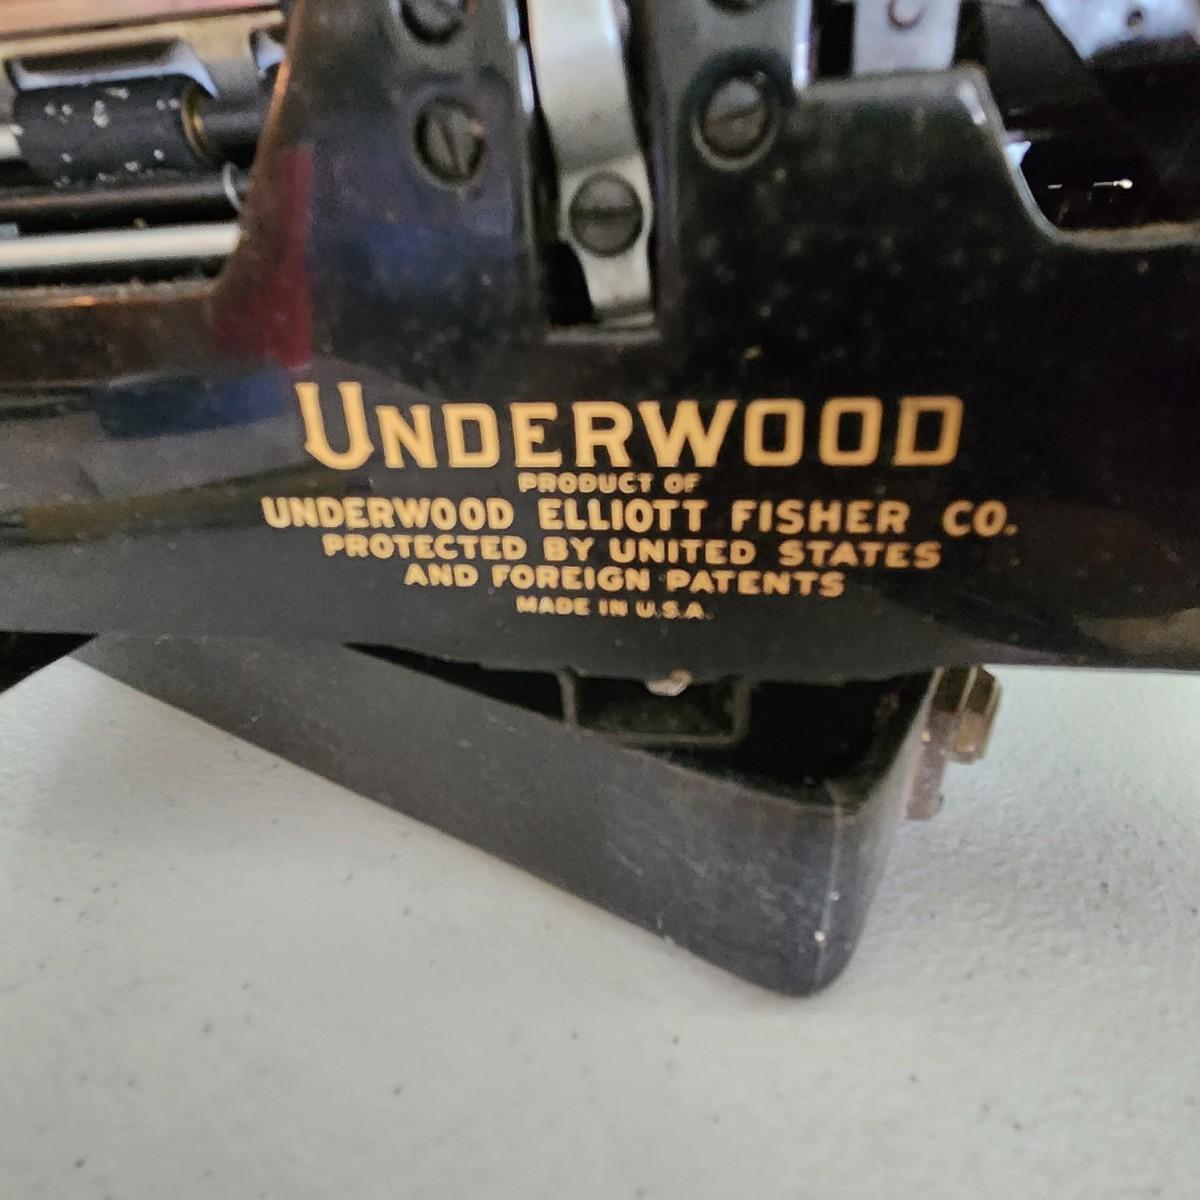 UNDERWOOD
PRODUCT OF
UNDERWOOD ELLIOTT FISHER CO.
PROTECTED BY UNITED STATES
AND FOREIGN PATENTS
MADE IN U.S.A.